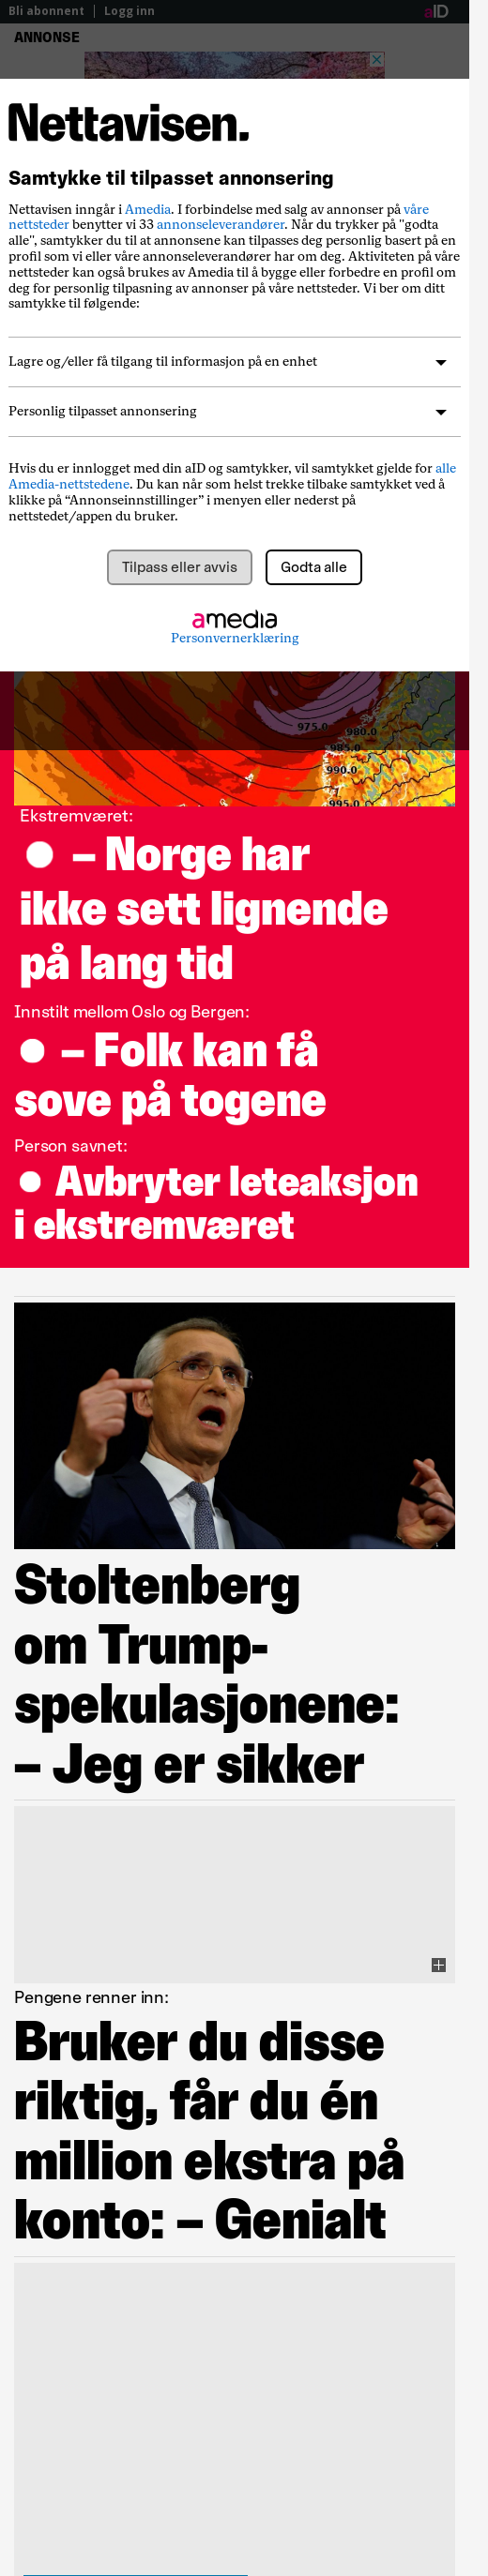 Bli abonnent | Logg inn
aID
ANNONSE
Nettavisen.
Samtykke til tilpasset annonsering
Nettavisen inngår i Amedia. I forbindelse med salg av annonser på våre
nettsteder benytter vi 33 annonseleverandører. Når du trykker på "godta
alle", samtykker du til at annonsene kan tilpasses deg personlig basert på en
profil som vi eller våre annonseleverandører har om deg. Aktiviteten på våre
nettsteder kan også brukes av Amedia til å bygge eller forbedre en profil om
deg for personlig tilpasning av annonser på våre nettsteder. Vi ber om ditt
samtykke til følgende:
Lagre og/eller få tilgang til informasjon på en enhet
Personlig tilpasset annonsering
Hvis du er innlogget med din aID og samtykker, vil samtykket gjelde for alle
Amedia-nettstedene. Du kan når som helst trekke tilbake samtykket ved å
klikke på “Annonseinnstillinger” i menyen eller nederst på
nettstedet/appen du bruker.
Tilpass eller avvis
Godta alle
amedia
Personvernerklæring
975.0
980.0
985.0
990.0
995.0
Ekstremværet:
● – Norge har
ikke sett lignende
på lang tid
Innstilt mellom Oslo og Bergen:
● – Folk kan få
sove på togene
Person savnet:
● Avbryter leteaksjon
i ekstremværet
Stoltenberg
om Trump-
spekulasjonene:
– Jeg er sikker
Pengene renner inn:
Bruker du disse
riktig, får du én
million ekstra på
konto: – Genialt